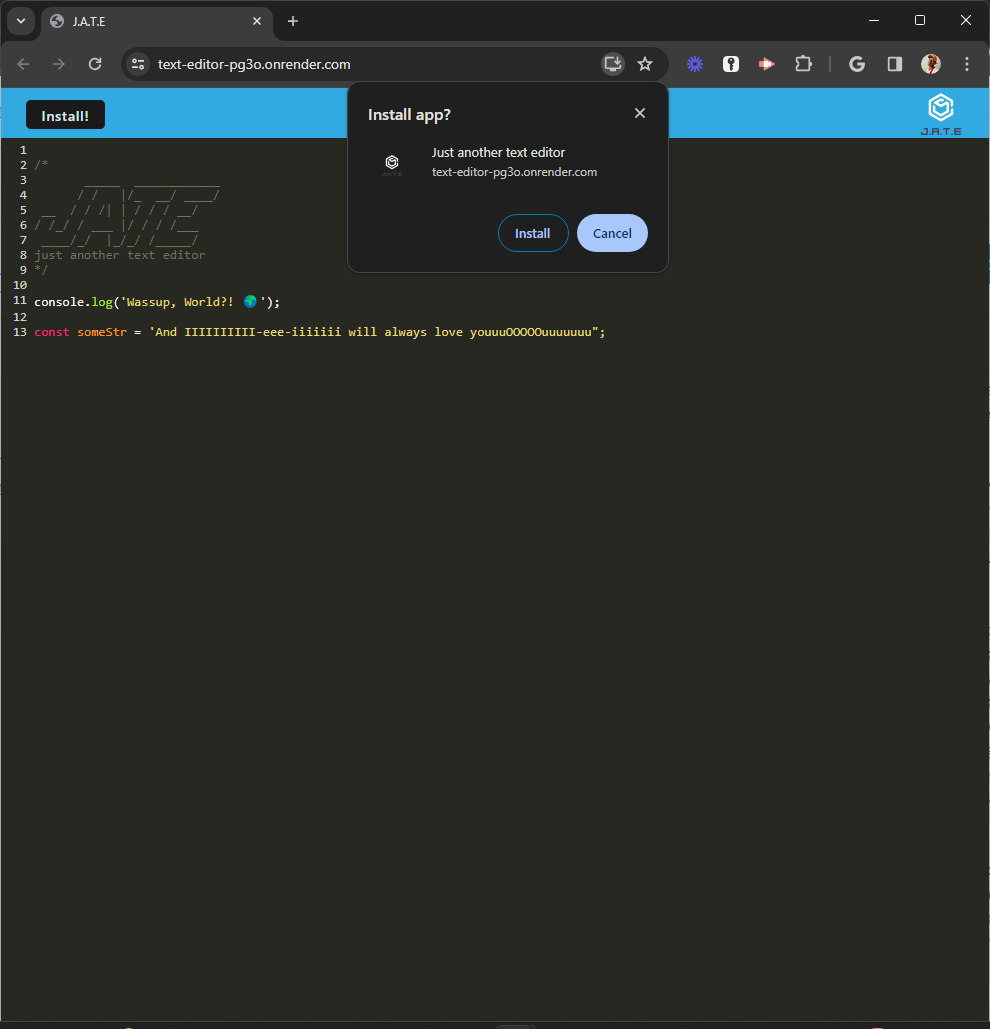 J.A.T.E
text-editor-pg3o.onrender.com
Install!
J.A.T.E
Install app?
Just another text editor
text-editor-pg3o.onrender.com
Install
Cancel
1
2 /*
3       _____  ____________
4      / /   |/_  __/ ____/
5 __  / / /| | / / / __/
6 / /_/ / ___ |/ / / /___
7 ____/_/  |_/_/ /_____/
8 just another text editor
9 */
10
11 console.log('Wassup, World?! 🌍');
12
13 const someStr = 'And IIIIIIIIII-eee-iiiiiii will always love youuuOOOOOuuuuuuu";